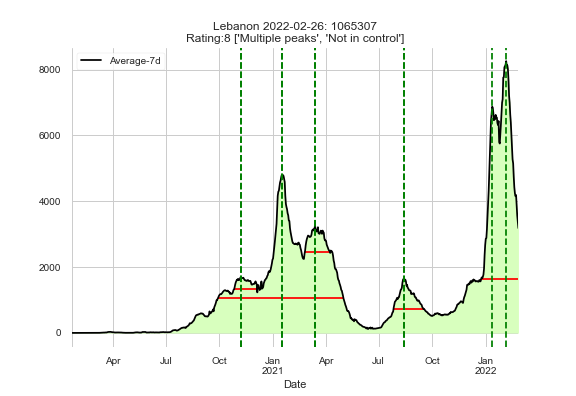 Lebanon 2022-02-26: 1065307
Rating:8 ['Multiple peaks', 'Not in control']
Average-7d
8000
6000
4000
2000
0
Apr Jul Oct Jan Apr Jul Oct Jan
2021 2022
Date